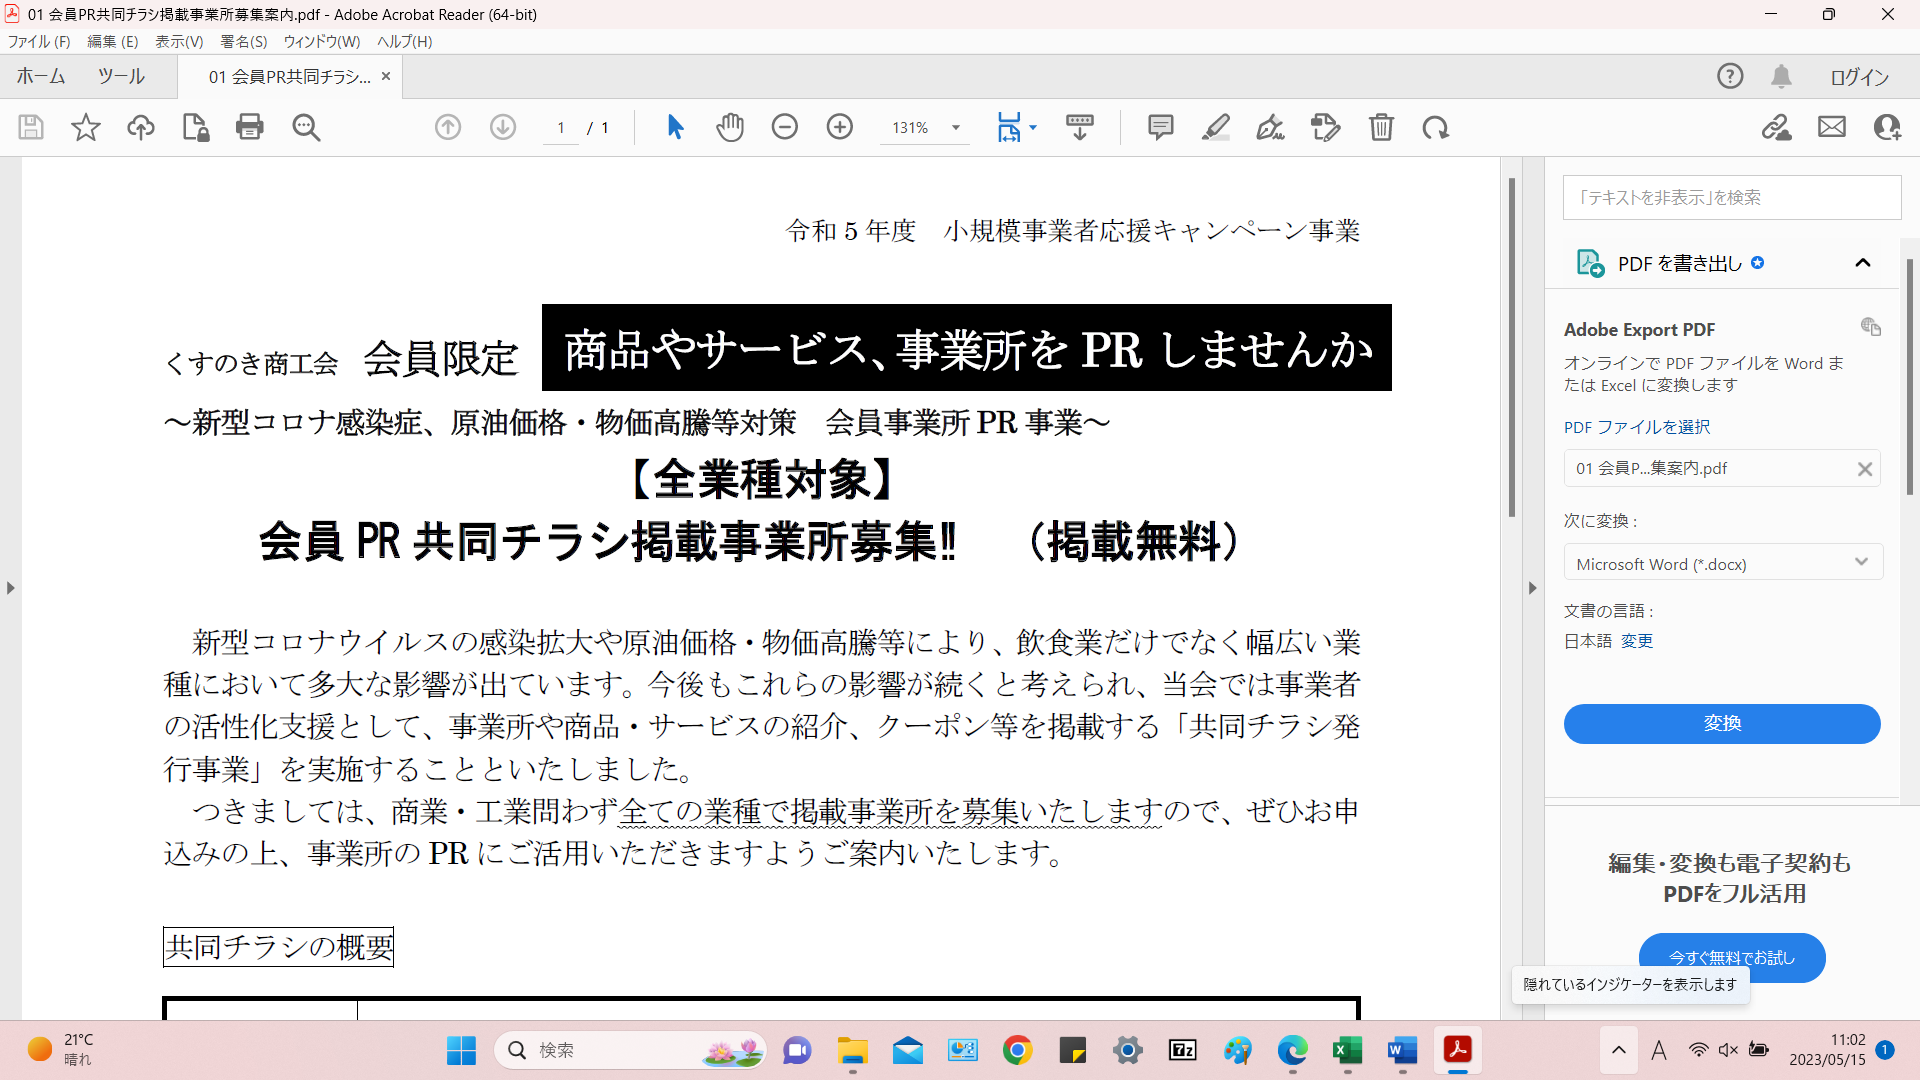 01 会員PR共同チラシ掲載事業所募集案内.pdf - Adobe Acrobat Reader (64-bit)
ファイル (F) 編集 (E) 表示(V) 署名(S) ウィンドウ(W) ヘルプ(H)
ホーム ツール 01 会員PR共同チラシ... × ログイン
1 / 1 131%
「テキストを非表示」を検索
PDF を書き出し
Adobe Export PDF
オンラインで PDF ファイルを Word ま
たは Excel に変換します
PDF ファイルを選択
01 会員P...集案内.pdf
次に変換 :
Microsoft Word (*.docx)
文書の言語 :
日本語 変更
変換
編集・変換も電子契約も
PDFをフル活用
今すぐ無料でお試し
隠れているインジケーターを表示します
令和 5 年度　小規模事業者応援キャンペーン事業
くすのき商工会　会員限定　商品やサービス、事業所を PR しませんか
～新型コロナ感染症、原油価格・物価高騰等対策　会員事業所 PR 事業～
【全業種対象】
会員 PR 共同チラシ掲載事業所募集!!　（掲載無料）
新型コロナウイルスの感染拡大や原油価格・物価高騰等により、飲食業だけでなく幅広い業
種において多大な影響が出ています。今後もこれらの影響が続くと考えられ、当会では事業者
の活性化支援として、事業所や商品・サービスの紹介、クーポン等を掲載する「共同チラシ発
行事業」を実施することといたしました。
つきましては、商業・工業問わず全ての業種で掲載事業所を募集いたしますので、ぜひお申
込みの上、事業所の PR にご活用いただきますようご案内いたします。
共同チラシの概要
21°C
晴れ
検索
7z
A
11:02
2023/05/15
1